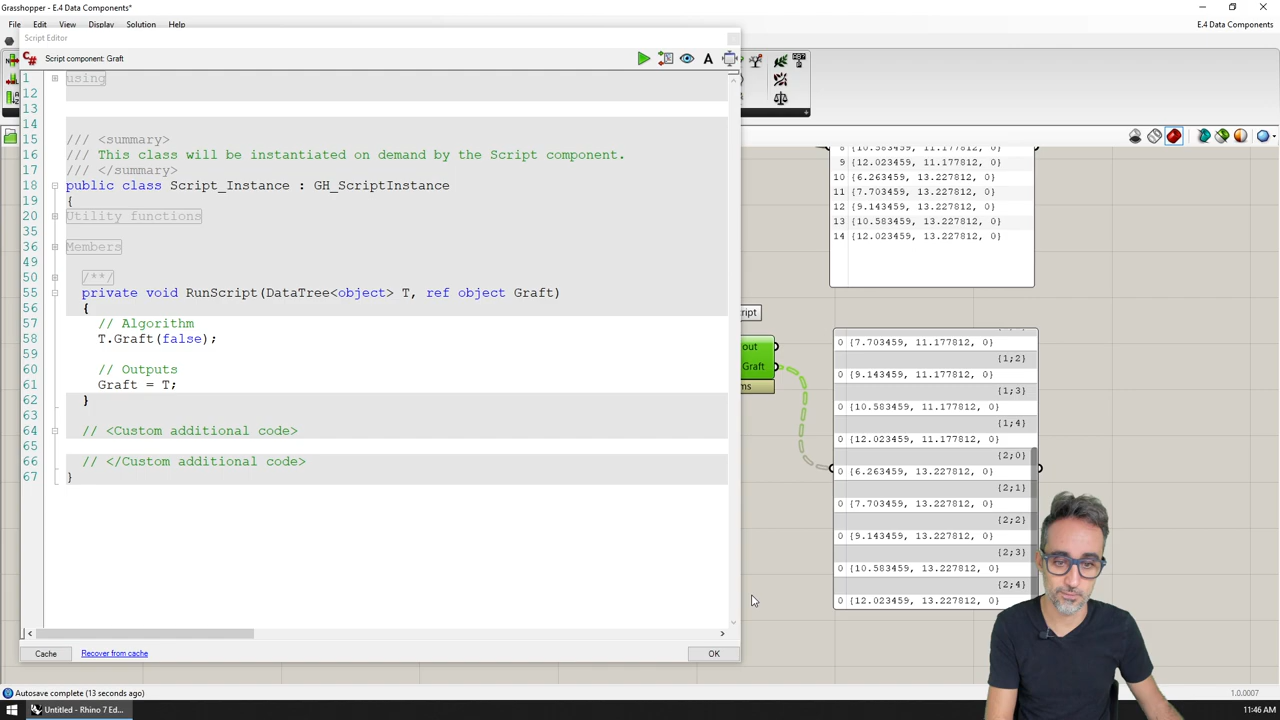 Grasshopper - E.4 Data Components*
File Edit View Display Solution Help
E.4 Data Components
Script Editor
C# Script component: Graft
1 using
12
13
14
15 /// <summary>
16 /// This class will be instantiated on demand by the Script component.
17 /// </summary>
18 public class Script_Instance : GH_ScriptInstance
19 {
20 Utility functions
35
36 Members
49
50 /**/
55 private void RunScript(DataTree<object> T, ref object Graft)
56 {
57 // Algorithm
58 T.Graft(false);
59
60 // Outputs
61 Graft = T;
62 }
63
64 // <Custom additional code>
65
66 // </Custom additional code>
67 }
Cache Recover from cache OK
8 {10.583459, 11.177812, 0}
9 {12.023459, 11.177812, 0}
10 {6.263459, 13.227812, 0}
11 {7.703459, 13.227812, 0}
12 {9.143459, 13.227812, 0}
13 {10.583459, 13.227812, 0}
14 {12.023459, 13.227812, 0}
ript
out
Graft
ms
0 {7.703459, 11.177812, 0}
{1;2}
0 {9.143459, 11.177812, 0}
{1;3}
0 {10.583459, 11.177812, 0}
{1;4}
0 {12.023459, 11.177812, 0}
{2;0}
0 {6.263459, 13.227812, 0}
{2;1}
0 {7.703459, 13.227812, 0}
{2;2}
0 {9.143459, 13.227812, 0}
{2;3}
0 {10.583459, 13.227812, 0}
{2;4}
0 {12.023459, 13.227812, 0}
Autosave complete (13 seconds ago)
1.0.0007
Untitled - Rhino 7 Ed...
11:46 AM